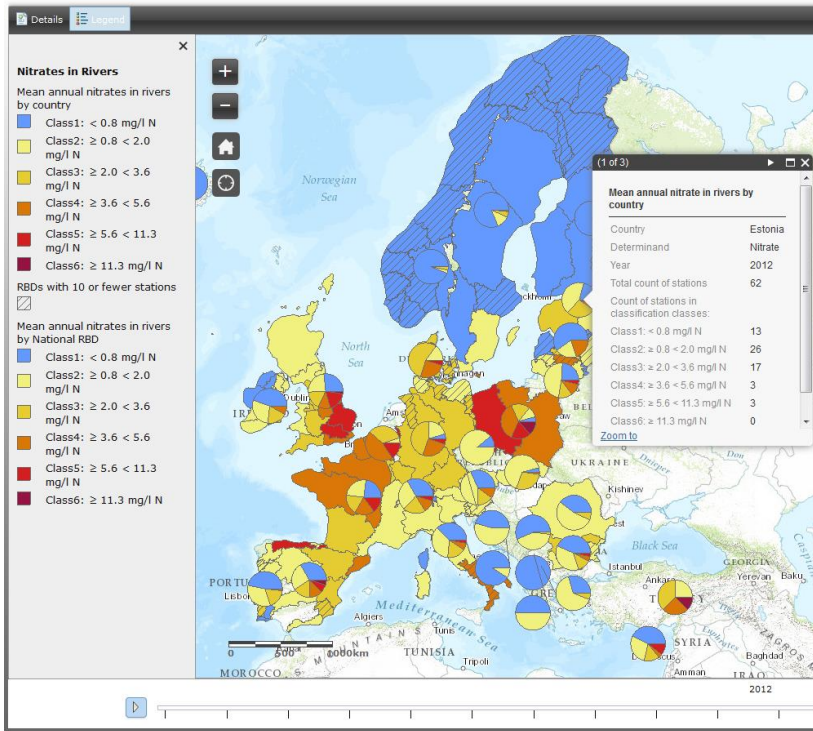 Details
Legend
Nitrates in Rivers
Mean annual nitrates in rivers
by country
Class1: < 0.8 mg/l N
Class2: ≥ 0.8 < 2.0
mg/l N
Class3: ≥ 2.0 < 3.6
mg/l N
Class4: ≥ 3.6 < 5.6
mg/l N
Class5: ≥ 5.6 < 11.3
mg/l N
Class6: ≥ 11.3 mg/l N
RBDs with 10 or fewer stations
Mean annual nitrates in rivers
by National RBD
Class1: < 0.8 mg/l N
Class2: ≥ 0.8 < 2.0
mg/l N
Class3: ≥ 2.0 < 3.6
mg/l N
Class4: ≥ 3.6 < 5.6
mg/l N
Class5: ≥ 5.6 < 11.3
mg/l N
Class6: ≥ 11.3 mg/l N
Norwegian
Sea
North
Sea
Dublin
(1 of 3)
Mean annual nitrate in rivers by
country
Country Estonia
Determinand Nitrate
Year 2012
Total count of stations 62
Count of stations in
classification classes:
Class1: < 0.8 mg/l N 13
Class2: ≥ 0.8 < 2.0 mg/l N 26
Class3: ≥ 2.0 < 3.6 mg/l N 17
Class4: ≥ 3.6 < 5.6 mg/l N 3
Class5: ≥ 5.6 < 11.3 mg/l N 3
Class6: ≥ 11.3 mg/l N 0
Zoom to
UKRAINE
Dnieper
Don
Kishinev
Black Sea
GEORGIA
Istanbul
Ankara
Yerevan
Baku
Mediterranean Sea
Algiers
Tunis
TUNISIA
Tripoli
MOROCCO
SYRIA
Baghdad
Amman
IRAQ
ZAGROS
0 500 1000km
2012